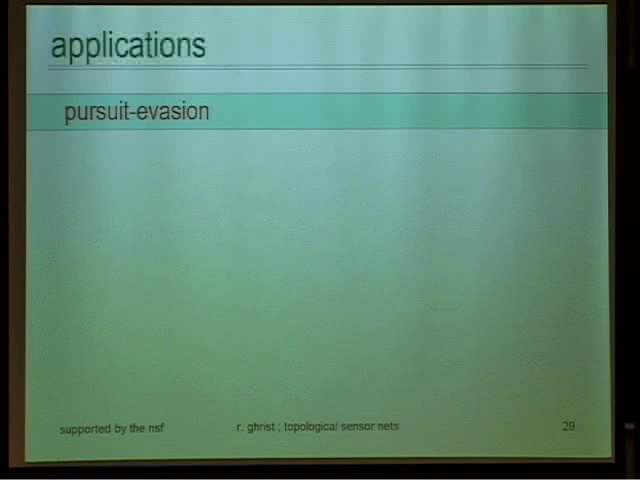 applications
pursuit-evasion
supported by the nsf
r. ghrist ; topological sensor nets
29